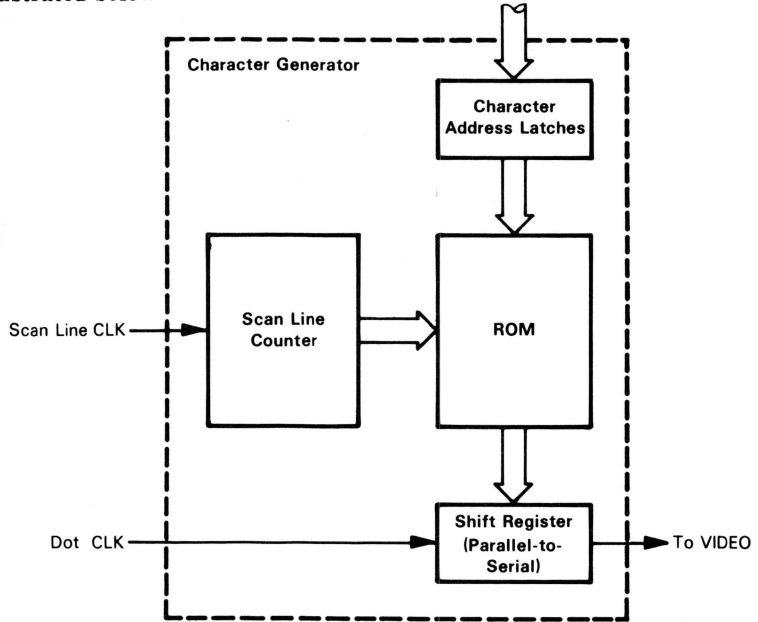 Character Generator
Character
Address Latches
Scan Line CLK
Scan Line
Counter
ROM
Dot CLK
Shift Register
(Parallel-to-
Serial)
To VIDEO